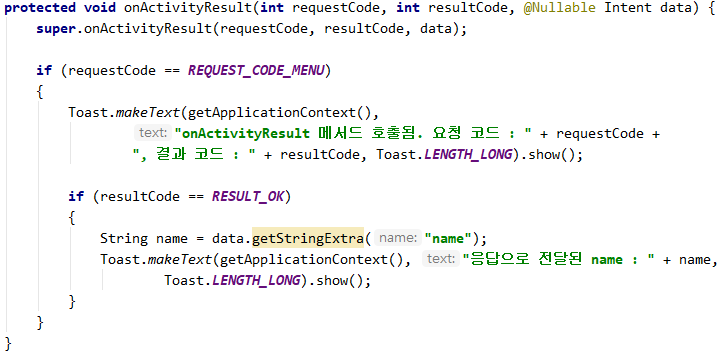 protected void onActivityResult(int requestCode, int resultCode, @Nullable Intent data) {
super.onActivityResult(requestCode, resultCode, data);
if (requestCode == REQUEST_CODE_MENU)
{
Toast.makeText(getApplicationContext(),
text: "onActivityResult 메서드 호출됨. 요청 코드 : " + requestCode +
", 결과 코드 : " + resultCode, Toast.LENGTH_LONG).show();
if (resultCode == RESULT_OK)
{
String name = data.getStringExtra( name: "name");
Toast.makeText(getApplicationContext(), text: "응답으로 전달된 name : " + name,
Toast.LENGTH_LONG).show();
}
}
}